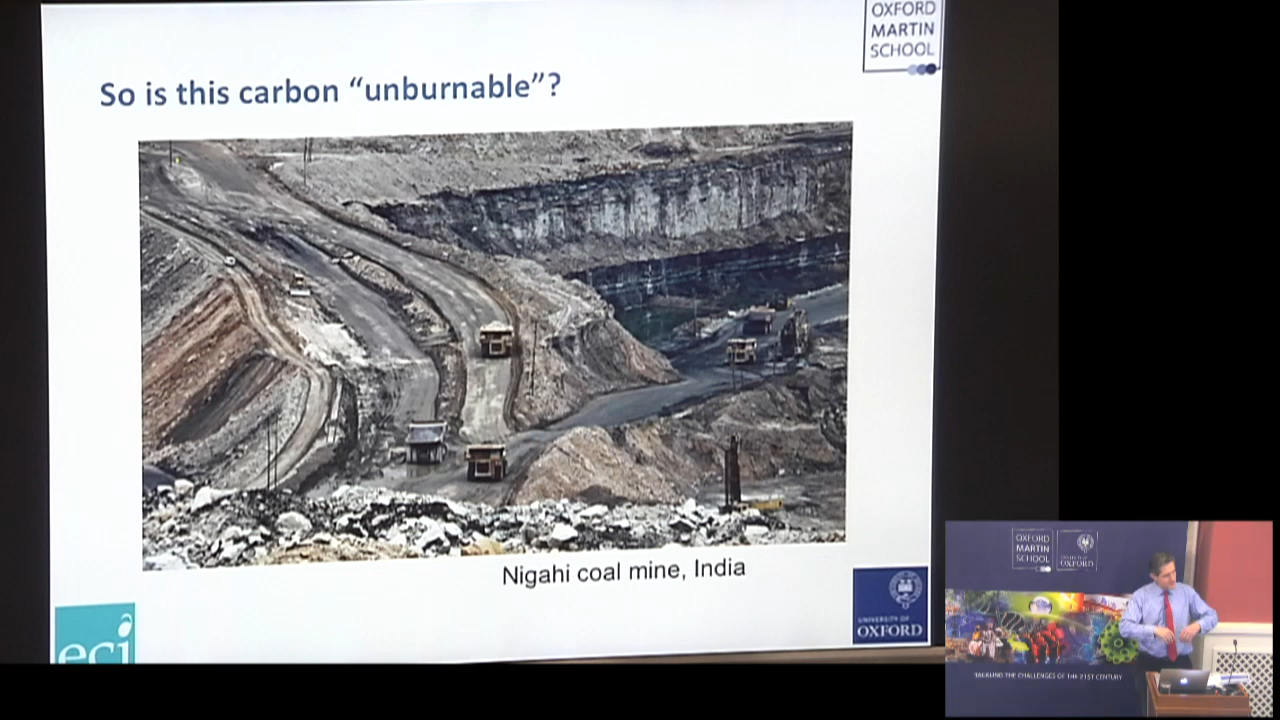 OXFORD
MARTIN
SCHOOL
So is this carbon “unburnable”?
Nigahi coal mine, India
eci
UNIVERSITY OF
OXFORD
OXFORD
MARTIN
SCHOOL
UNIVERSITY OF
OXFORD
TACKLING THE CHALLENGES OF THE 21ST CENTURY